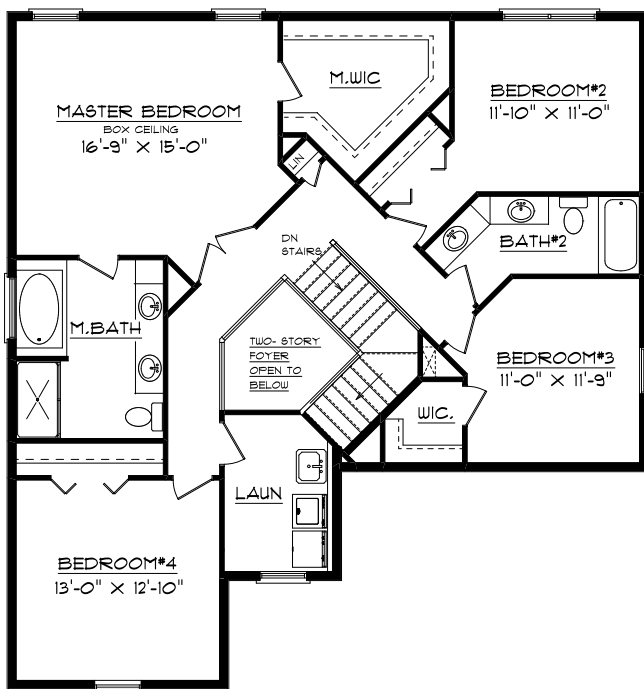 M.WIC
BEDROOM#2
11'-10" X 11'-0"
MASTER BEDROOM
BOX CEILING
16'-9" X 15'-0"
LIN
DN
STAIRS
BATH#2
M.BATH
TWO- STORY
FOYER
OPEN TO
BELOW
BEDROOM#3
11'-0" X 11'-9"
WIC.
LAUN
BEDROOM#4
13'-0" X 12'-10"